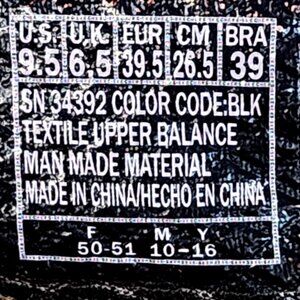 U.S. U.K. EUR CM BRA
9.5 6.5 39.5 26.5 39
SN 34392 COLOR CODE:BLK
TEXTILE UPPER BALANCE
MAN MADE MATERIAL
MADE IN CHINA/HECHO EN CHINA
F M Y
50-51 10-16